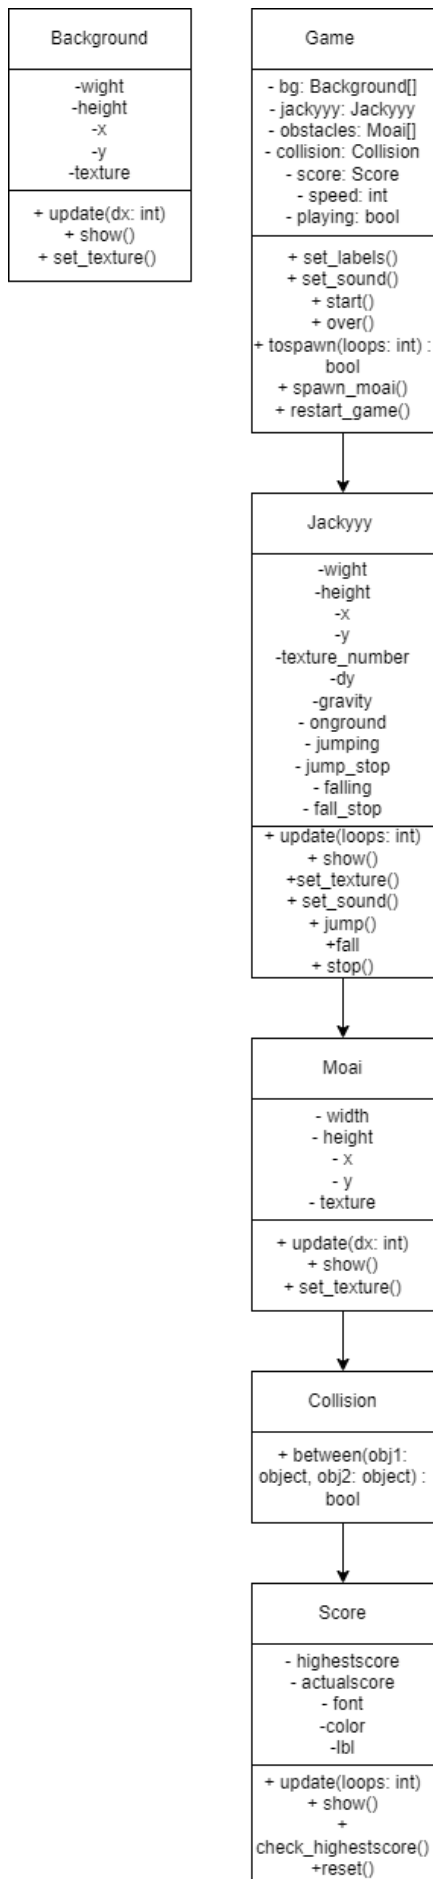 Background
-wight
-height
-x
-y
-texture
+ update(dx: int)
+ show()
+ set_texture()
Game
- bg: Background[]
- jackyyy: Jackyyy
- obstacles: Moai[]
- collision: Collision
- score: Score
- speed: int
- playing: bool
+ set_labels()
+ set_sound()
+ start()
+ over()
+ tospawn(loops: int) :
bool
+ spawn_moai()
+ restart_game()
Jackyyy
-wight
-height
-x
-y
-texture_number
-dy
-gravity
- onground
- jumping
- jump_stop
- falling
- fall_stop
+ update(loops: int)
+ show()
+set_texture()
+ set_sound()
+ jump()
+fall
+ stop()
Moai
- width
- height
- x
- y
- texture
+ update(dx: int)
+ show()
+ set_texture()
Collision
+ between(obj1:
object, obj2: object) :
bool
Score
- highestscore
- actualscore
- font
-color
-lbl
+ update(loops: int)
+ show()
+
check_highestscore()
+reset()